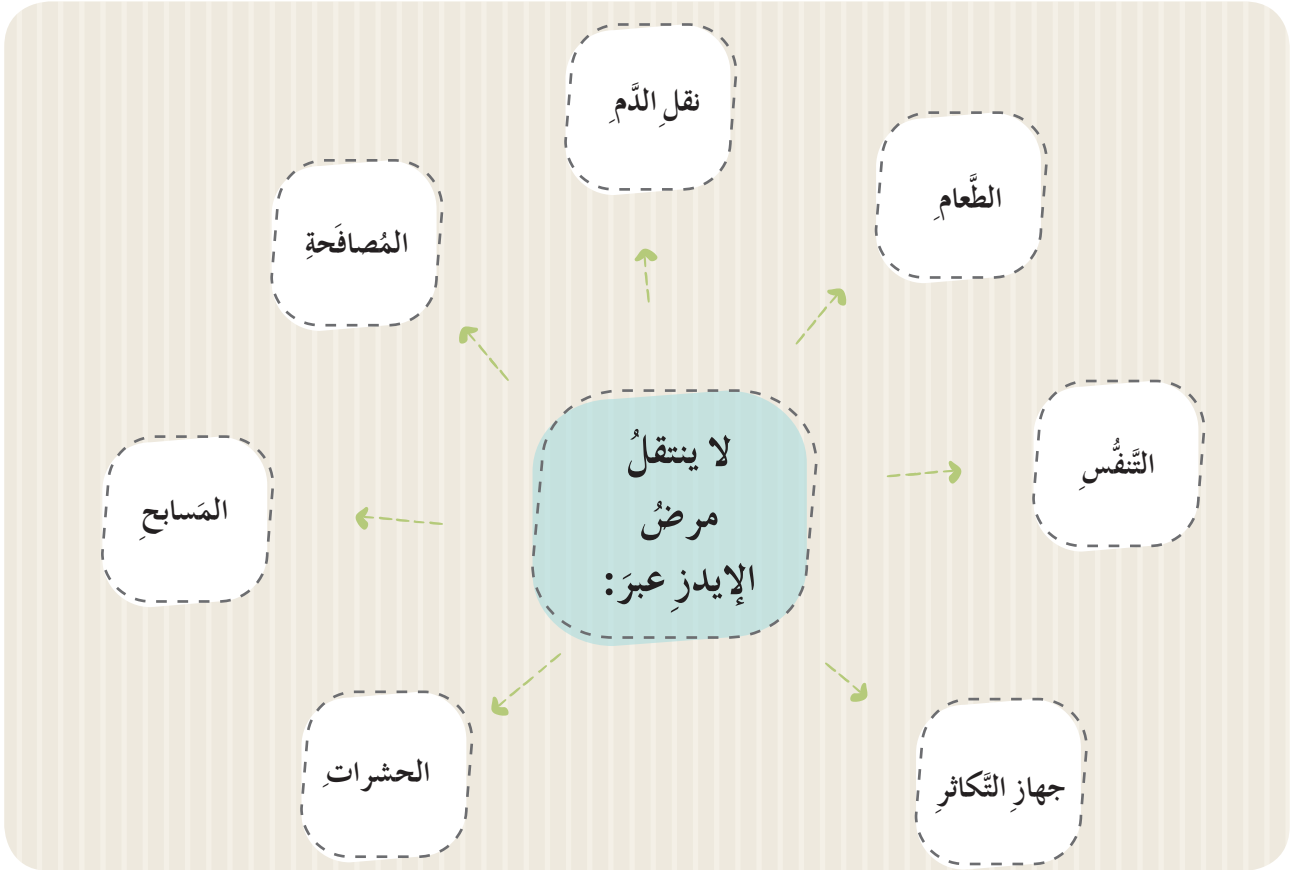 نقلِ الدَّمِ
الطَّعامِ
المُصافَحةِ
لا ينتقلُ
مرضُ
الإيدزِ عبرَ:
التَّنفُّسِ
المَسابحِ
الحشراتِ
جهازِ التَّكاثرِ